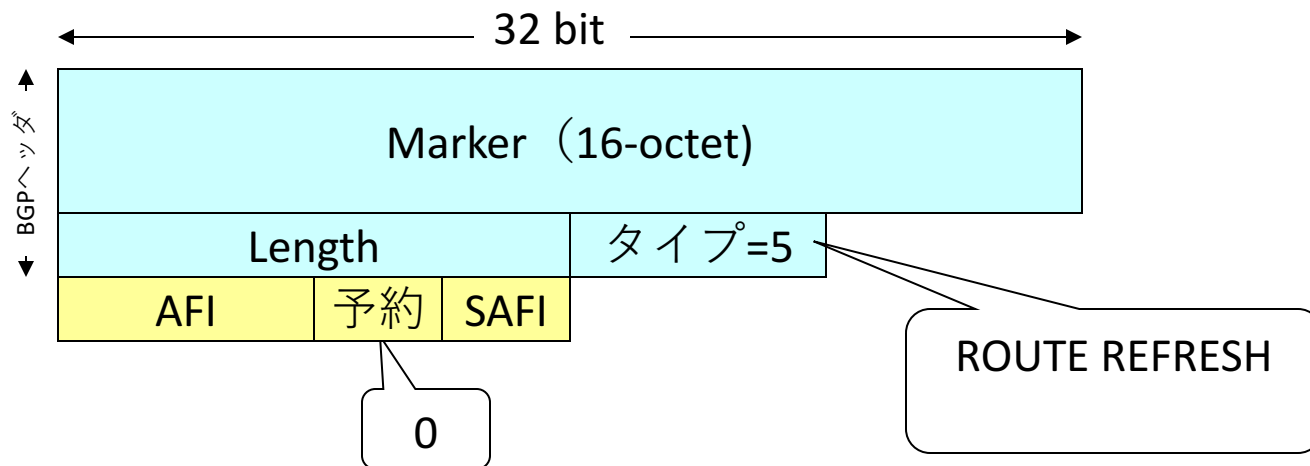 32 bit
BGPヘッダ
Marker（16-octet)
Length
タイプ=5
AFI
予約
SAFI
ROUTE REFRESH
0